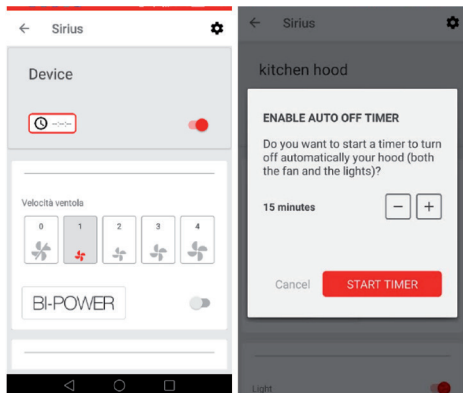 Sirius
Device
--:--
Velocità ventola
0 1 2 3 4
BI-POWER
Sirius
kitchen hood
ENABLE AUTO OFF TIMER
Do you want to start a timer to turn
off automatically your hood (both
the fan and the lights)?
15 minutes
Cancel START TIMER
Light